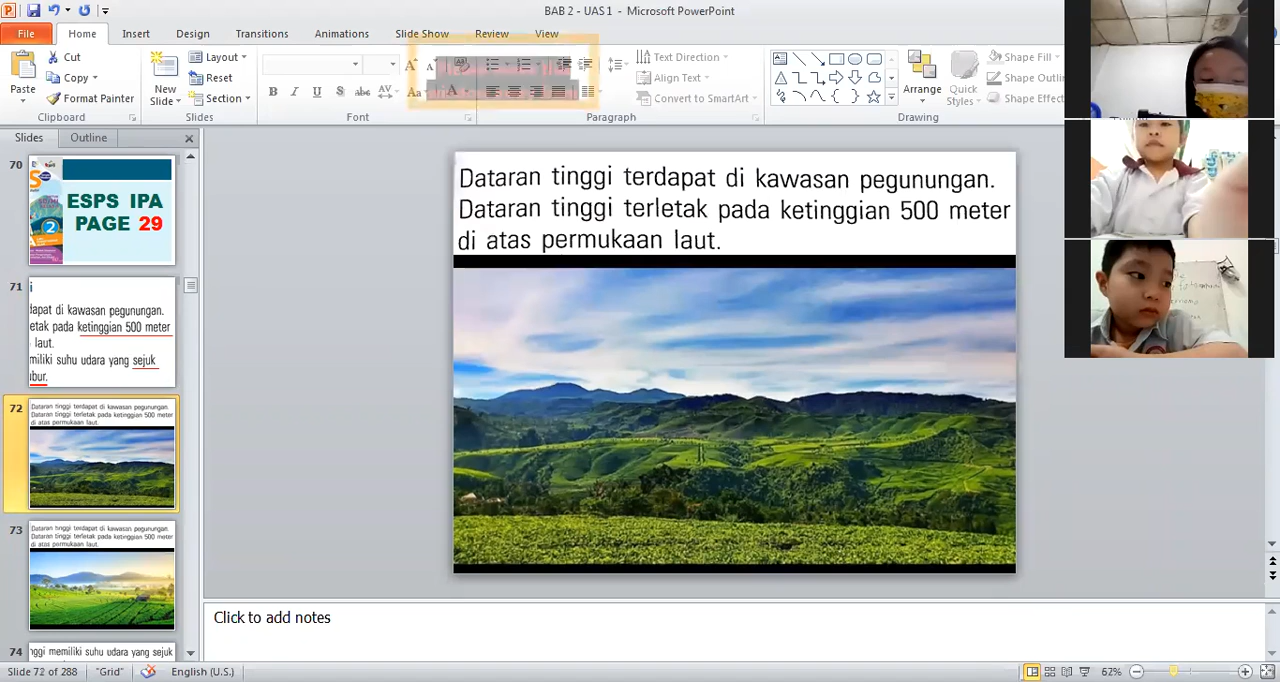 BAB 2 - UAS 1 - Microsoft PowerPoint
File Home Insert Design Transitions Animations Slide Show Review View
Paste
Cut
Copy
Format Painter
Clipboard
New
Slide
Layout
Reset
Section
Slides
B I U S abc AV Aa A
Font
Text Direction
Align Text
Convert to SmartArt
Paragraph
Arrange
Quick
Styles
Shape Fill
Shape Outli
Shape Effec
Drawing
Slides Outline
70
ESPS IPA
PAGE 29
2
71
dapat di kawasan pegunungan.
etak pada ketinggian 500 meter
laut.
miliki suhu udara yang sejuk
ubur.
72
Dataran tinggi terdapat di kawasan pegunungan.
Dataran tinggi terletak pada ketinggian 500 meter
di atas permukaan laut.
73
Dataran tinggi terdapat di kawasan pegunungan.
Dataran tinggi terletak pada ketinggian 500 meter
di atas permukaan laut.
74
nggi memiliki suhu udara yang sejuk
Dataran tinggi terdapat di kawasan pegunungan.
Dataran tinggi terletak pada ketinggian 500 meter
di atas permukaan laut.
Click to add notes
Slide 72 of 288 "Grid" English (U.S.) 62%